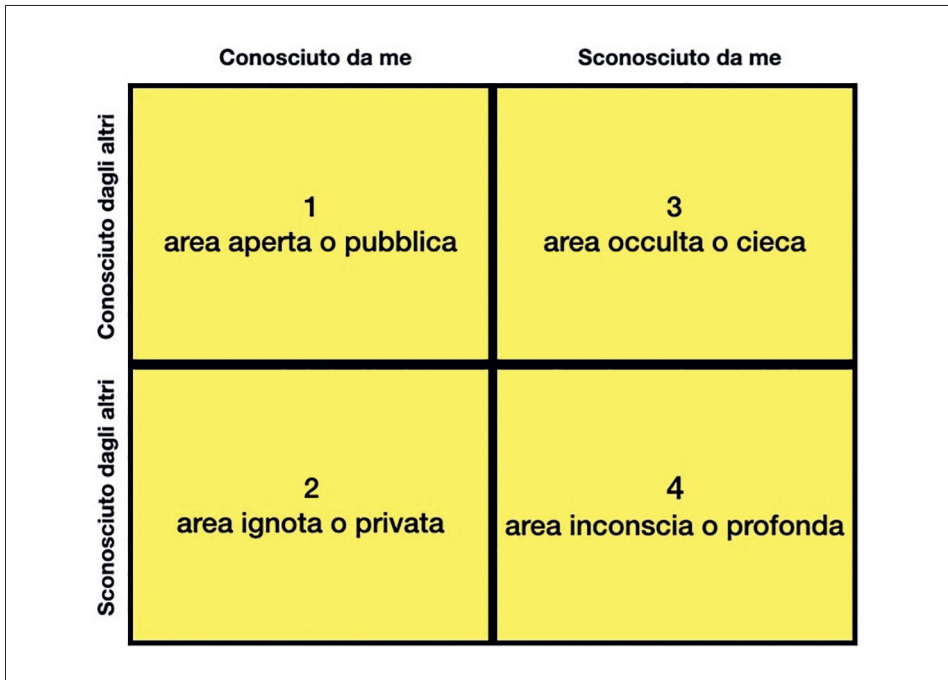 Conosciuto da me
Sconosciuto da me
Conosciuto dagli altri
1
area aperta o pubblica
3
area occulta o cieca
Sconosciuto dagli altri
2
area ignota o privata
4
area inconscia o profonda